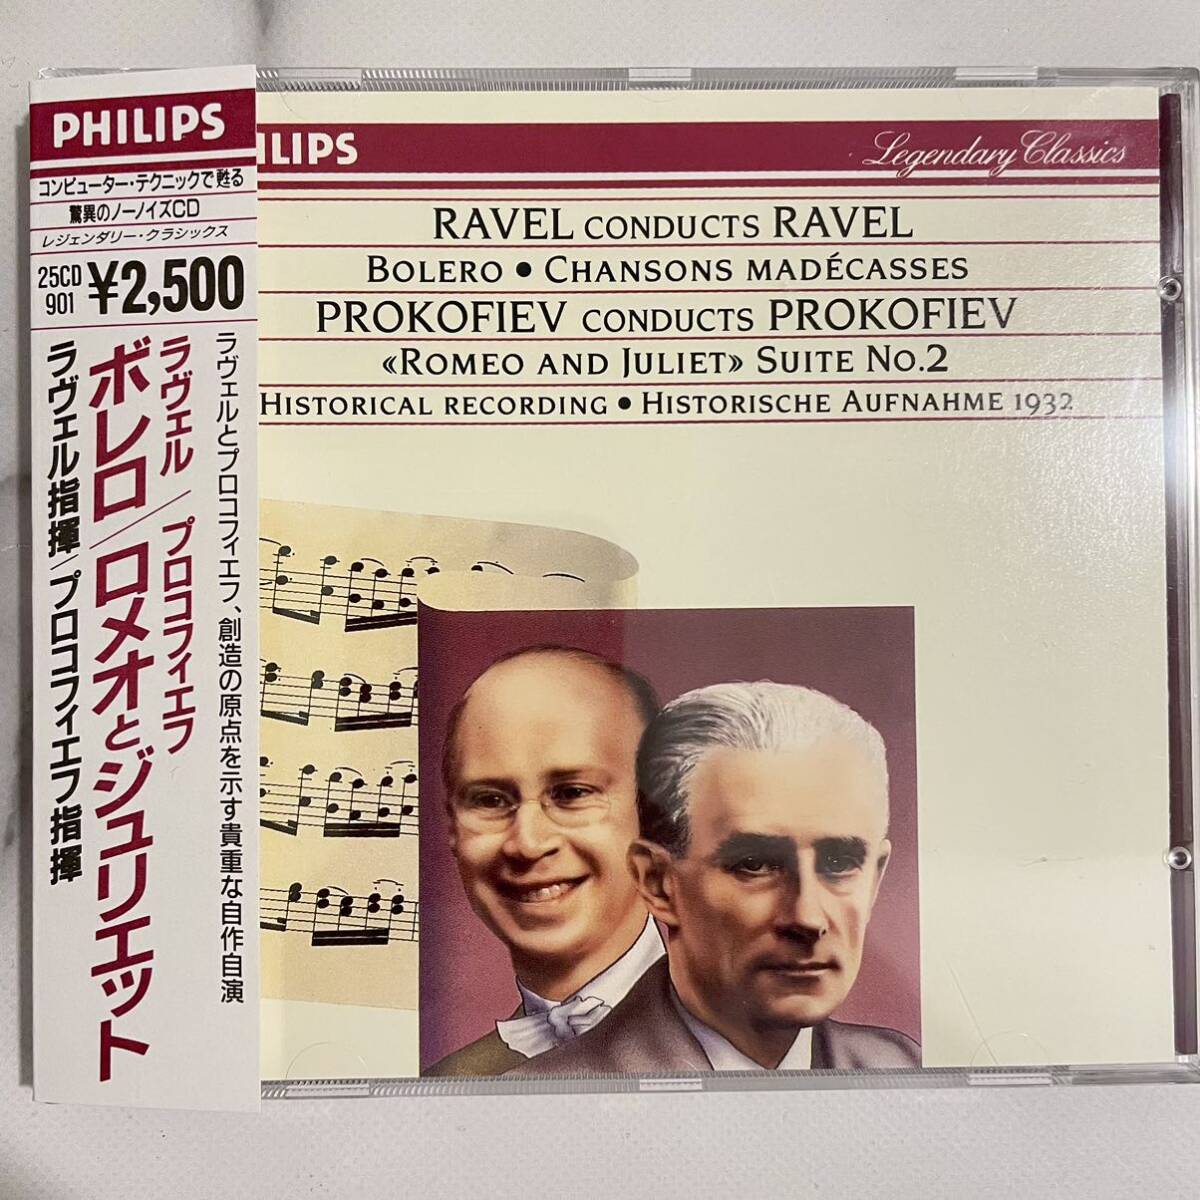 PHILIPS
コンピューター・テクニックで甦る
驚異のノーノイズCD
レジェンダリー・クラシックス
25CD
901
¥2,500
ラヴェルとプロコフィエフ、創造の原点を示す貴重な自作自演
ラヴェル/プロコフィエフ
ボレロ/ロメオとジュリエット
ラヴェル指揮/プロコフィエフ指揮
ILIPS
Legendary Classics
RAVEL CONDUCTS RAVEL
BOLERO • CHANSONS MADÉCASSES
PROKOFIEV CONDUCTS PROKOFIEV
«ROMEO AND JULIET» SUITE NO.2
HISTORICAL RECORDING • HISTORISCHE AUFNAHME 1932